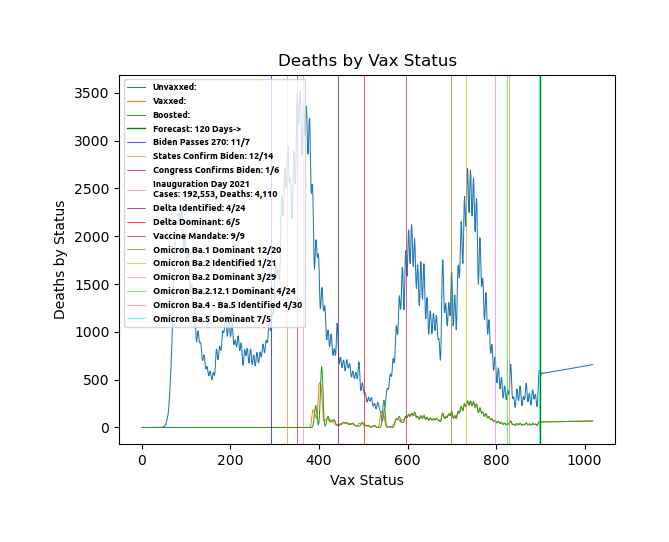 Deaths by Vax Status
Deaths by Status
3500
3000
2500
2000
1500
1000
500
0
Unvaxxed:
Vaxxed:
Boosted:
Forecast: 120 Days->
Biden Passes 270: 11/7
States Confirm Biden: 12/14
Congress Confirms Biden: 1/6
Inauguration Day 2021
Cases: 192,553, Deaths: 4,110
Delta Identified: 4/24
Delta Dominant: 6/5
Vaccine Mandate: 9/9
Omicron Ba.1 Dominant 12/20
Omicron Ba.2 Identified 1/21
Omicron Ba.2 Dominant 3/29
Omicron Ba.2.12.1 Dominant 4/24
Omicron Ba.4 - Ba.5 Identified 4/30
Omicron Ba.5 Dominant 7/5
0 200 400 600 800 1000
Vax Status